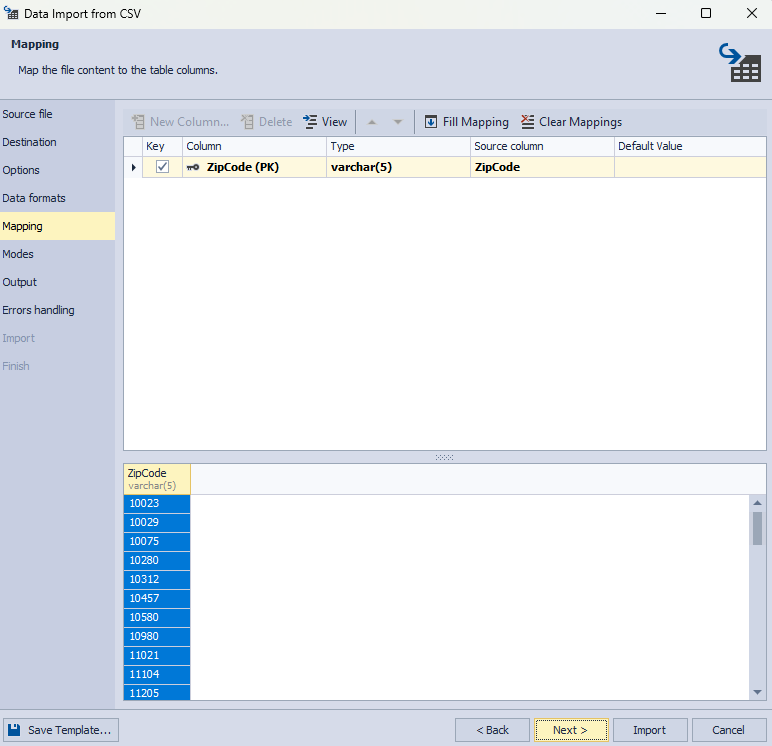 Data Import from CSV
Mapping
Map the file content to the table columns.
Source file
Destination
Options
Data formats
Mapping
Modes
Output
Errors handling
Import
Finish
New Column... Delete View Fill Mapping Clear Mappings
Key Column Type Source column Default Value
ZipCode (PK) varchar(5) ZipCode
ZipCode
varchar(5)
10023
10029
10075
10280
10312
10457
10580
10980
11021
11104
11205
Save Template... < Back Next > Import Cancel